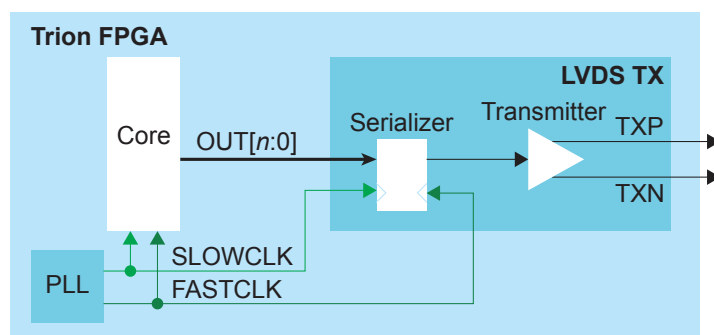 Trion FPGA
LVDS TX
Core
OUT[n:0]
Serializer
Transmitter
TXP
TXN
SLOWCLK
FASTCLK
PLL